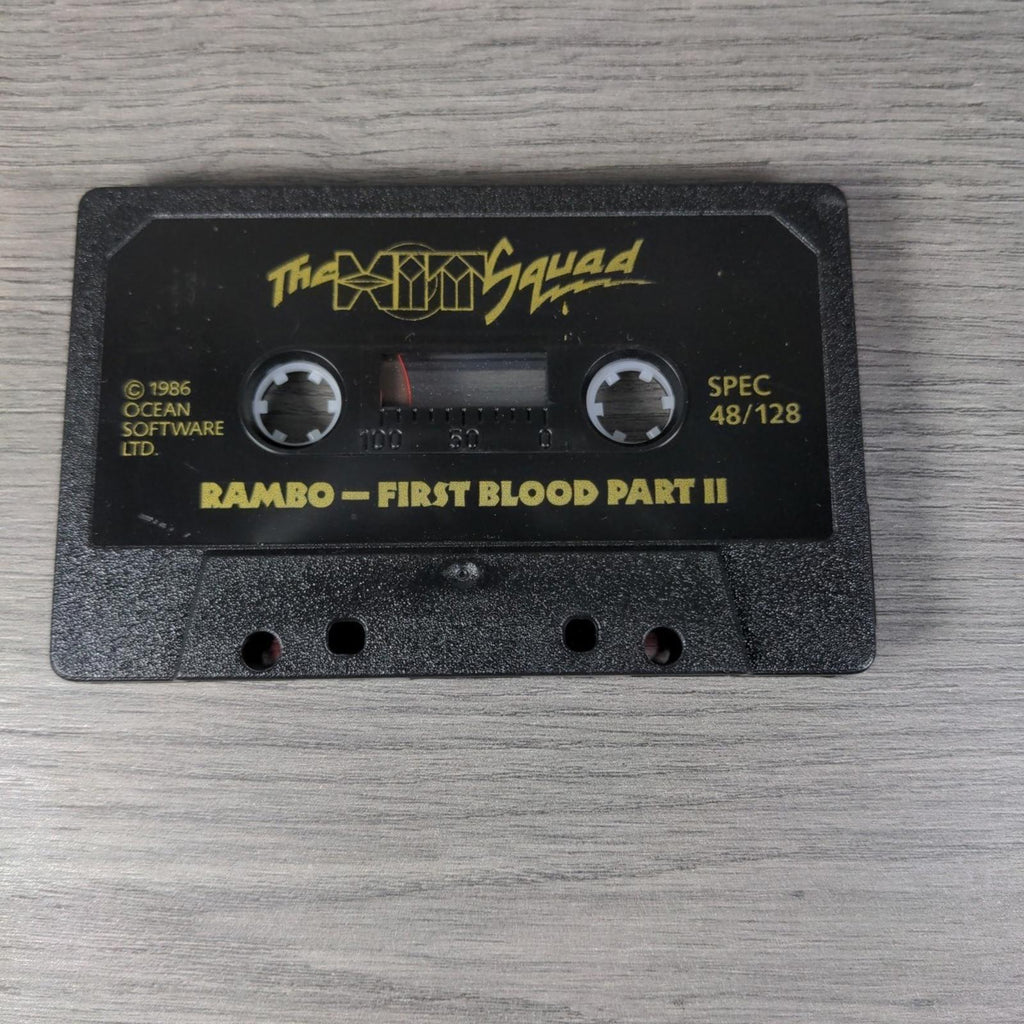 The HIT Squad
© 1986
OCEAN
SOFTWARE
LTD.
SPEC
48/128
100 50 0
RAMBO — FIRST BLOOD PART II